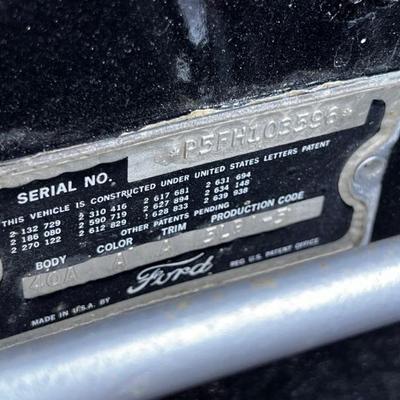 SERIAL NO. *P5FH103596*
THIS VEHICLE IS CONSTRUCTED UNDER UNITED STATES LETTERS PATENT
2 132 729 2 310 416 2 617 681 2 631 694
2 186 080 2 590 719 2 627 894 2 634 148
2 270 122 2 612 829 2 628 833 2 639 938
OTHER PATENTS PENDING
BODY COLOR TRIM PRODUCTION CODE
40A A
MADE IN U.S.A. BY Ford REG. U.S. PATENT OFFICE